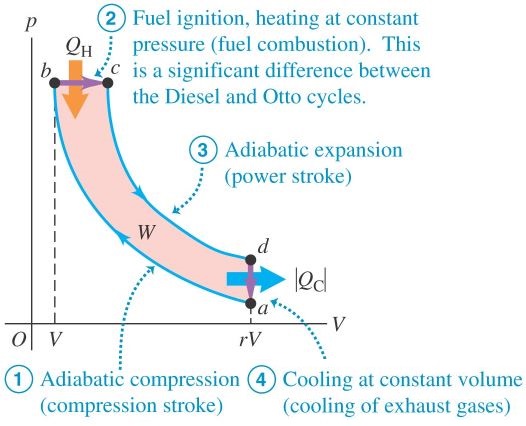 p
② Fuel ignition, heating at constant
pressure (fuel combustion). This
is a significant difference between
the Diesel and Otto cycles.
Q_H
b
c
③ Adiabatic expansion
(power stroke)
W
d
|Q_C|
a
O
V
rV
V
① Adiabatic compression
(compression stroke)
④ Cooling at constant volume
(cooling of exhaust gases)